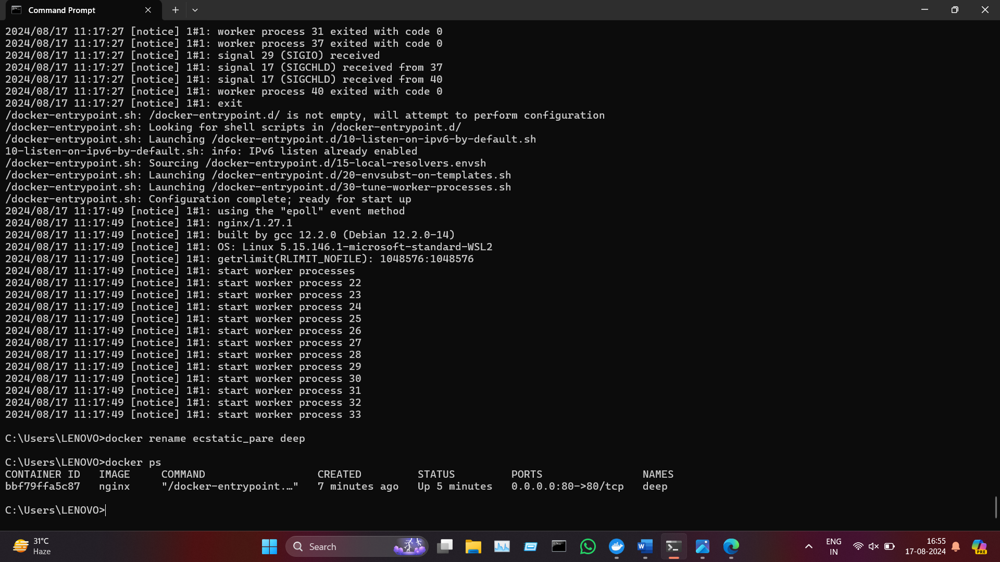 Command Prompt
2024/08/17 11:17:27 [notice] 1#1: worker process 31 exited with code 0
2024/08/17 11:17:27 [notice] 1#1: worker process 37 exited with code 0
2024/08/17 11:17:27 [notice] 1#1: signal 29 (SIGIO) received
2024/08/17 11:17:27 [notice] 1#1: signal 17 (SIGCHLD) received from 37
2024/08/17 11:17:27 [notice] 1#1: signal 17 (SIGCHLD) received from 40
2024/08/17 11:17:27 [notice] 1#1: worker process 40 exited with code 0
2024/08/17 11:17:27 [notice] 1#1: exit
/docker-entrypoint.sh: /docker-entrypoint.d/ is not empty, will attempt to perform configuration
/docker-entrypoint.sh: Looking for shell scripts in /docker-entrypoint.d/
/docker-entrypoint.sh: Launching /docker-entrypoint.d/10-listen-on-ipv6-by-default.sh
10-listen-on-ipv6-by-default.sh: info: IPv6 listen already enabled
/docker-entrypoint.sh: Sourcing /docker-entrypoint.d/15-local-resolvers.envsh
/docker-entrypoint.sh: Launching /docker-entrypoint.d/20-envsubst-on-templates.sh
/docker-entrypoint.sh: Launching /docker-entrypoint.d/30-tune-worker-processes.sh
/docker-entrypoint.sh: Configuration complete; ready for start up
2024/08/17 11:17:49 [notice] 1#1: using the "epoll" event method
2024/08/17 11:17:49 [notice] 1#1: nginx/1.27.1
2024/08/17 11:17:49 [notice] 1#1: built by gcc 12.2.0 (Debian 12.2.0-14)
2024/08/17 11:17:49 [notice] 1#1: OS: Linux 5.15.146.1-microsoft-standard-WSL2
2024/08/17 11:17:49 [notice] 1#1: getrlimit(RLIMIT_NOFILE): 1048576:1048576
2024/08/17 11:17:49 [notice] 1#1: start worker processes
2024/08/17 11:17:49 [notice] 1#1: start worker process 22
2024/08/17 11:17:49 [notice] 1#1: start worker process 23
2024/08/17 11:17:49 [notice] 1#1: start worker process 24
2024/08/17 11:17:49 [notice] 1#1: start worker process 25
2024/08/17 11:17:49 [notice] 1#1: start worker process 26
2024/08/17 11:17:49 [notice] 1#1: start worker process 27
2024/08/17 11:17:49 [notice] 1#1: start worker process 28
2024/08/17 11:17:49 [notice] 1#1: start worker process 29
2024/08/17 11:17:49 [notice] 1#1: start worker process 30
2024/08/17 11:17:49 [notice] 1#1: start worker process 31
2024/08/17 11:17:49 [notice] 1#1: start worker process 32
2024/08/17 11:17:49 [notice] 1#1: start worker process 33
C:\Users\LENOVO>docker rename ecstatic_pare deep
C:\Users\LENOVO>docker ps
CONTAINER ID   IMAGE     COMMAND                  CREATED         STATUS         PORTS                NAMES
bbf79ffa5c87   nginx     "/docker-entrypoint.…"   7 minutes ago   Up 5 minutes   0.0.0.0:80->80/tcp   deep
C:\Users\LENOVO>
31°C
Haze
Search
ENG
IN
16:55
17-08-2024
PRE